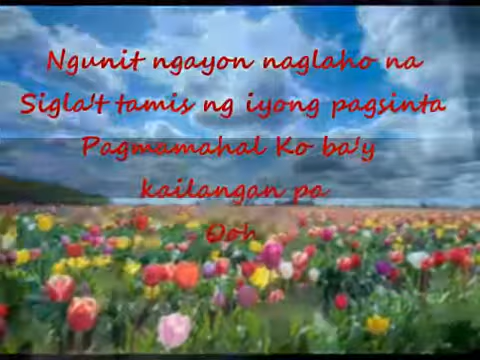 Ngunit ngayon naglaho na
Sigla't tamis ng iyong pagsinta
Pagmamahal Ko ba'y
kailangan pa
Ooh